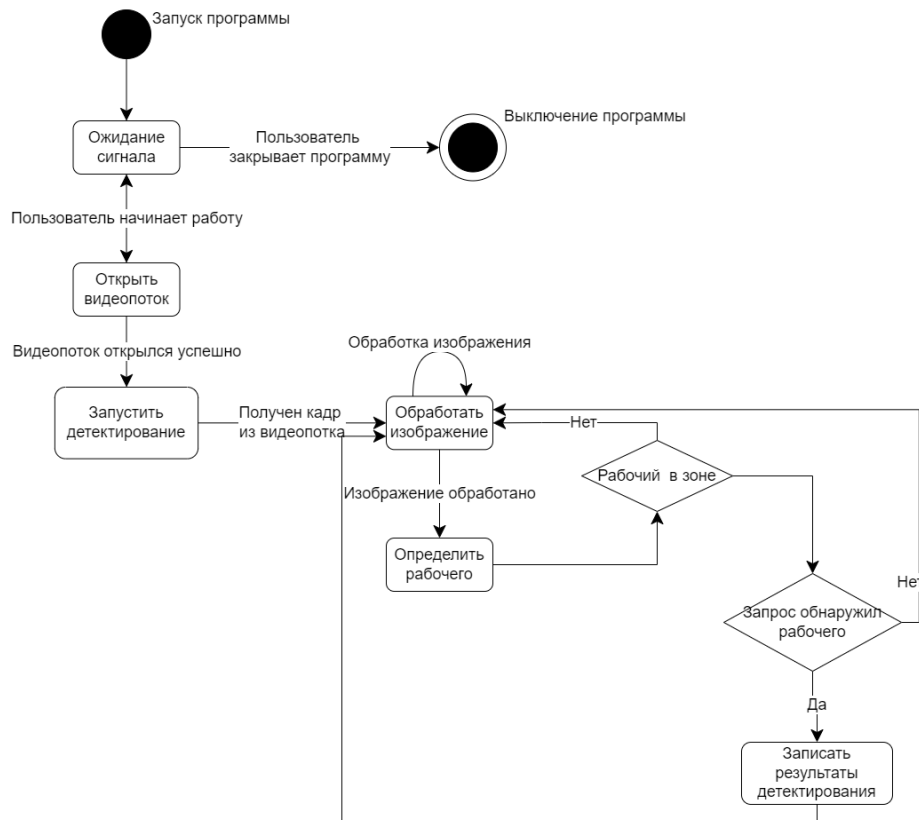 Запуск программы
Ожидание
сигнала
Пользователь
закрывает программу
Выключение программы
Пользователь начинает работу
Открыть
видеопоток
Видеопоток открылся успешно
Запустить
детектирование
Получен кадр
из видеопотка
Обработка изображения
Обработать
изображение
Нет
Рабочий в зоне
Изображение обработано
Определить
рабочего
Запрос обнаружил
рабочего
Нет
Да
Записать
результаты
детектирования